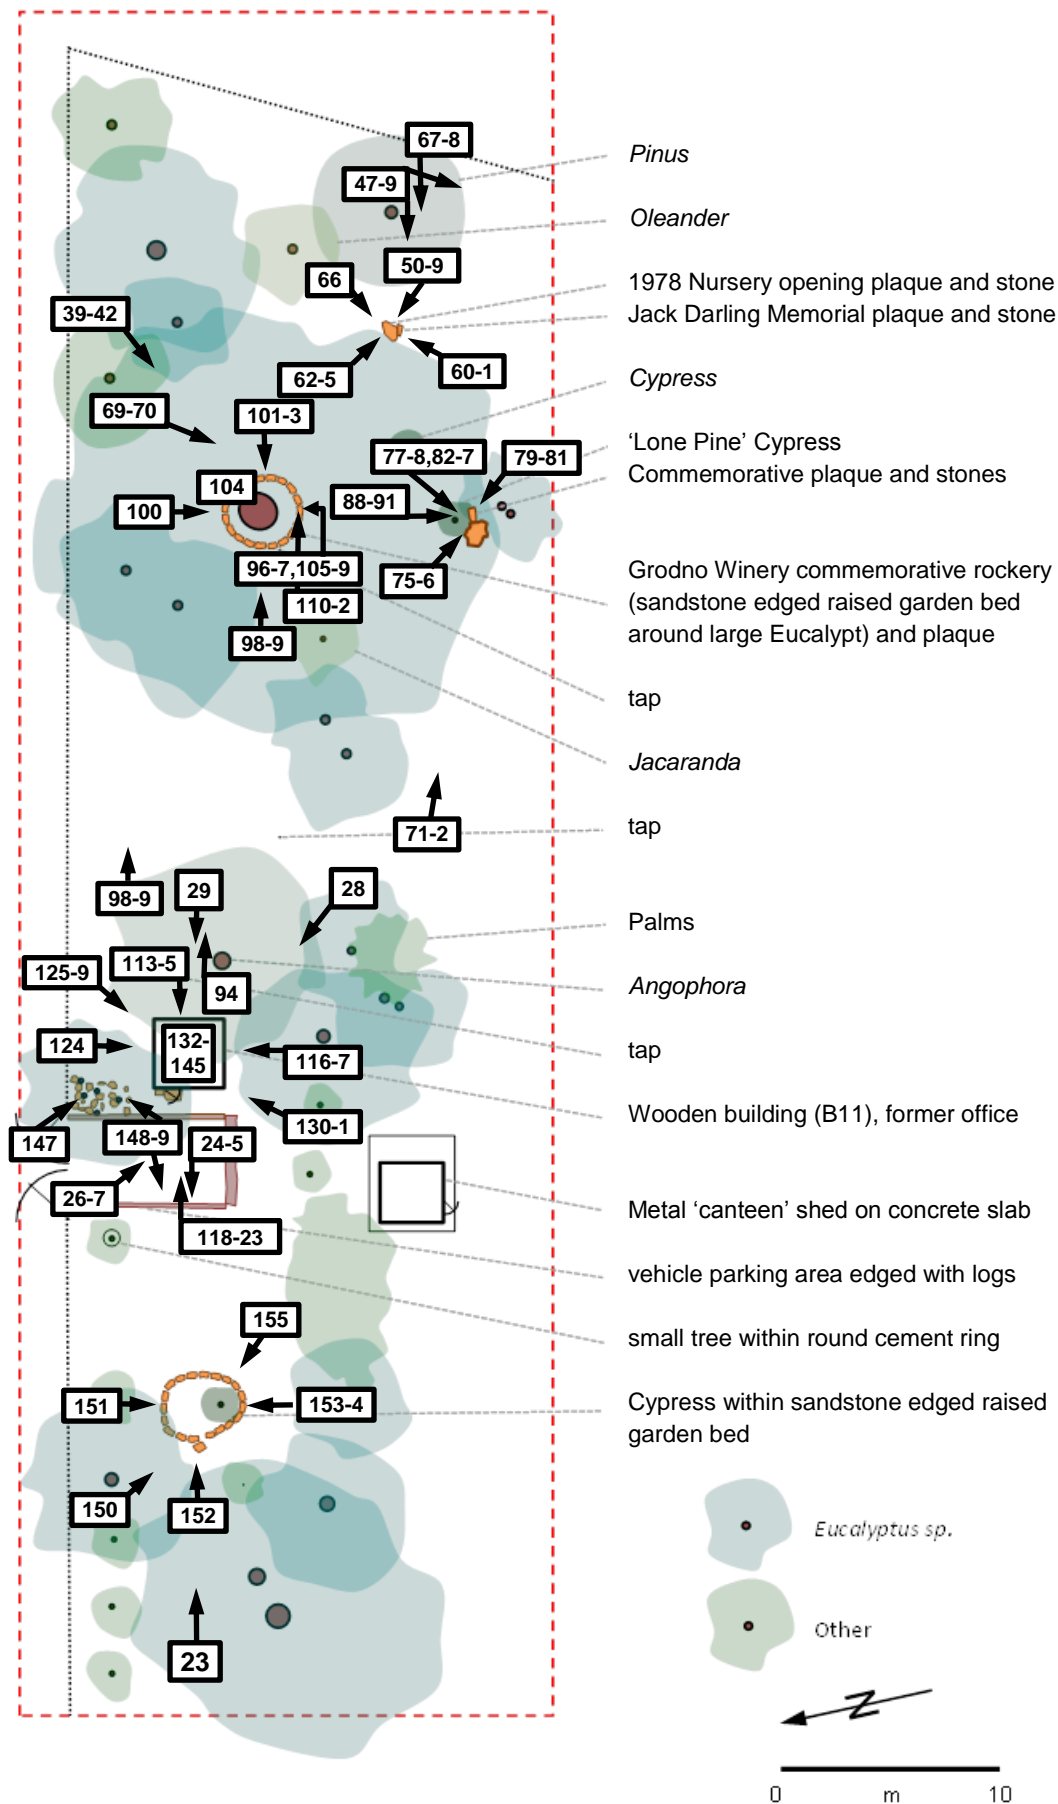 67-8
Pinus
47-9
Oleander
50-9
66
1978 Nursery opening plaque and stone
39-42
Jack Darling Memorial plaque and stone
62-5
60-1
Cypress
69-70
101-3
'Lone Pine' Cypress
77-8,82-7
79-81
Commemorative plaque and stones
104
88-91
100
96-7,105-9
75-6
Grodno Winery commemorative rockery
(sandstone edged raised garden bed
around large Eucalypt) and plaque
110-2
98-9
tap
Jacaranda
71-2
tap
98-9
29
28
Palms
125-9
113-5
94
Angophora
124
132-
145
116-7
tap
Wooden building (B11), former office
130-1
147
148-9
24-5
26-7
Metal 'canteen' shed on concrete slab
118-23
vehicle parking area edged with logs
155
small tree within round cement ring
151
153-4
Cypress within sandstone edged raised
garden bed
150
152
Eucalyptus sp.
Other
23
N
0 m 10